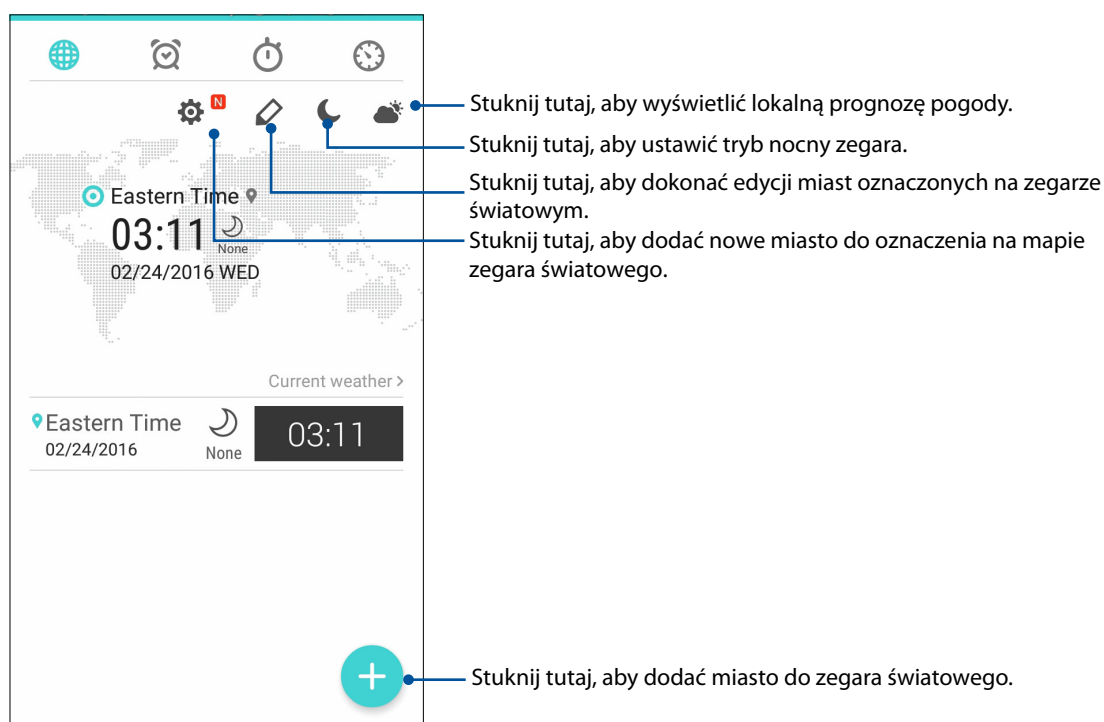 N
Stuknij tutaj, aby wyświetlić lokalną prognozę pogody.
Stuknij tutaj, aby ustawić tryb nocny zegara.
Stuknij tutaj, aby dokonać edycji miast oznaczonych na zegarze
światowym.
Stuknij tutaj, aby dodać nowe miasto do oznaczenia na mapie
zegara światowego.
Eastern Time
03:11
None
02/24/2016 WED
Current weather >
Eastern Time
02/24/2016
None
03:11
Stuknij tutaj, aby dodać miasto do zegara światowego.